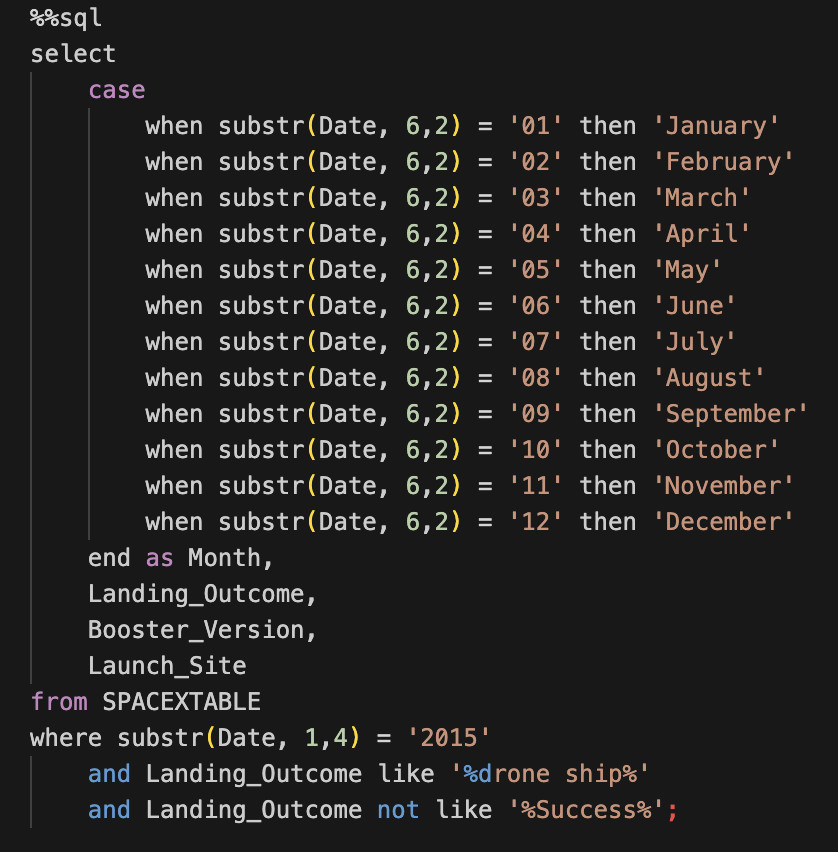 %%sql
select
    case
        when substr(Date, 6,2) = '01' then 'January'
        when substr(Date, 6,2) = '02' then 'February'
        when substr(Date, 6,2) = '03' then 'March'
        when substr(Date, 6,2) = '04' then 'April'
        when substr(Date, 6,2) = '05' then 'May'
        when substr(Date, 6,2) = '06' then 'June'
        when substr(Date, 6,2) = '07' then 'July'
        when substr(Date, 6,2) = '08' then 'August'
        when substr(Date, 6,2) = '09' then 'September'
        when substr(Date, 6,2) = '10' then 'October'
        when substr(Date, 6,2) = '11' then 'November'
        when substr(Date, 6,2) = '12' then 'December'
    end as Month,
    Landing_Outcome,
    Booster_Version,
    Launch_Site
from SPACEXTABLE
where substr(Date, 1,4) = '2015'
    and Landing_Outcome like '%drone ship%'
    and Landing_Outcome not like '%Success%';